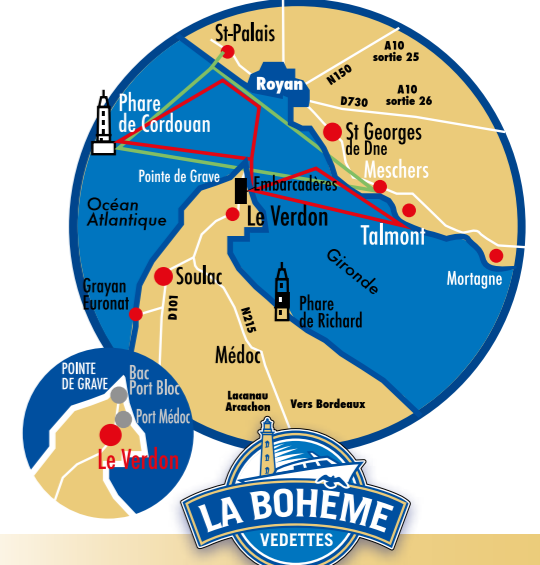 St-Palais
A10
sortie 25
Royan
N150
A10
sortie 26
D730
Phare
de Cordouan
St Georges
de Dne
Meschers
Pointe de Grave
Embarcadères
Océan
Atlantique
Le Verdon
Talmont
Gironde
Mortagne
Soulac
Grayan
Euronat
D101
N215
Phare
de Richard
Médoc
POINTE
DE GRAVE
Bac
Port Bloc
Port Médoc
Le Verdon
Lacanau
Arcachon
Vers Bordeaux
LA BOHÈME
VEDETTES